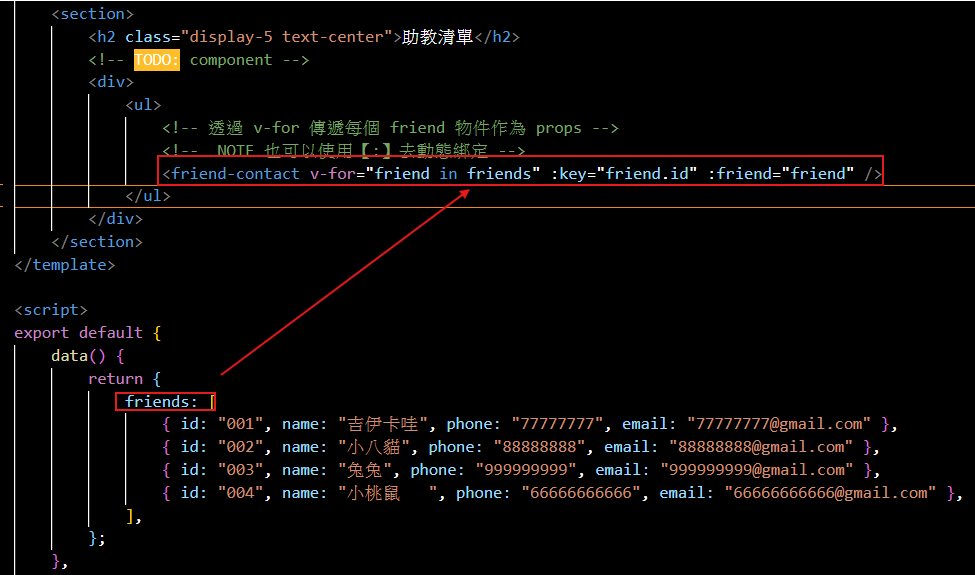 <section>
<h2 class="display-5 text-center">助教清單</h2>
<!-- TODO: component -->
<div>
<ul>
<!-- 透過 v-for 傳遞每個 friend 物件作為 props -->
<!--  NOTE 也可以使用【:】去動態綁定 -->
<friend-contact v-for="friend in friends" :key="friend.id" :friend="friend" />
</ul>
</div>
</section>
</template>
<script>
export default {
data() {
return {
friends: [
{ id: "001", name: "吉伊卡哇", phone: "77777777", email: "77777777@gmail.com" },
{ id: "002", name: "小八貓", phone: "88888888", email: "88888888@gmail.com" },
{ id: "003", name: "兔兔", phone: "999999999", email: "999999999@gmail.com" },
{ id: "004", name: "小桃鼠   ", phone: "66666666666", email: "66666666666@gmail.com" },
],
};
},